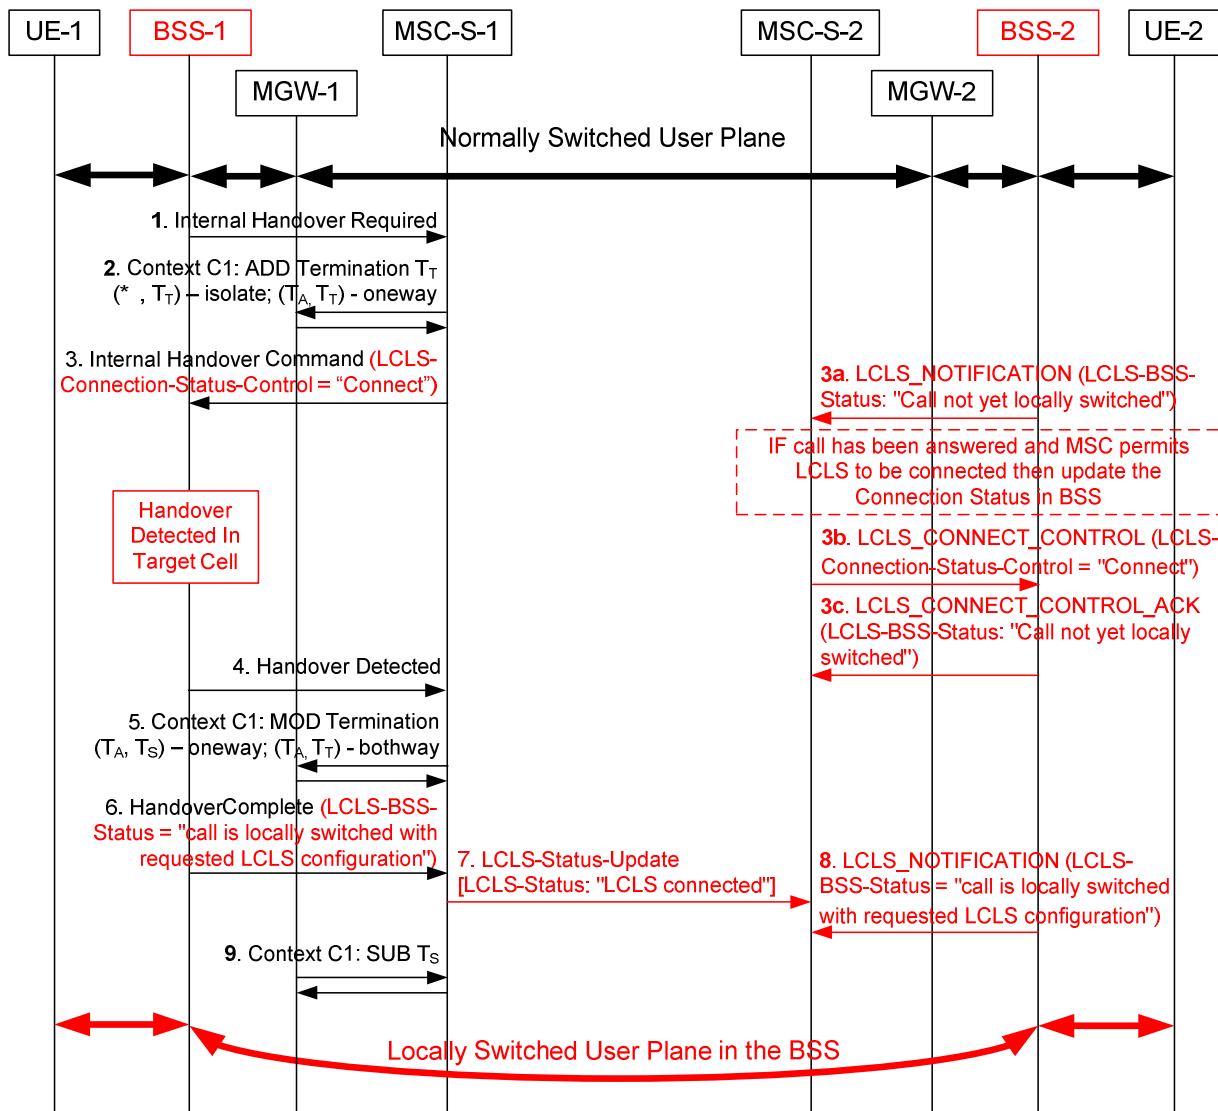 UE-1
BSS-1
MSC-S-1
MSC-S-2
BSS-2
UE-2
MGW-1
MGW-2
Normally Switched User Plane
1. Internal Handover Required
2. Context C1: ADD Termination TT
(* , TT) – isolate; (TA, TT) - oneway
3. Internal Handover Command (LCLS-
Connection-Status-Control = “Connect”)
3a. LCLS_NOTIFICATION (LCLS-BSS-
Status: "Call not yet locally switched")
IF call has been answered and MSC permits
LCLS to be connected then update the
Connection Status in BSS
Handover
Detected In
Target Cell
3b. LCLS_CONNECT_CONTROL (LCLS-
Connection-Status-Control = "Connect")
3c. LCLS_CONNECT_CONTROL_ACK
(LCLS-BSS-Status: "Call not yet locally
switched")
4. Handover Detected
5. Context C1: MOD Termination
(TA, TS) – oneway; (TA, TT) - bothway
6. HandoverComplete (LCLS-BSS-
Status = "call is locally switched with
requested LCLS configuration")
7. LCLS-Status-Update
[LCLS-Status: "LCLS connected"]
8. LCLS_NOTIFICATION (LCLS-
BSS-Status = "call is locally switched
with requested LCLS configuration")
9. Context C1: SUB TS
Locally Switched User Plane in the BSS